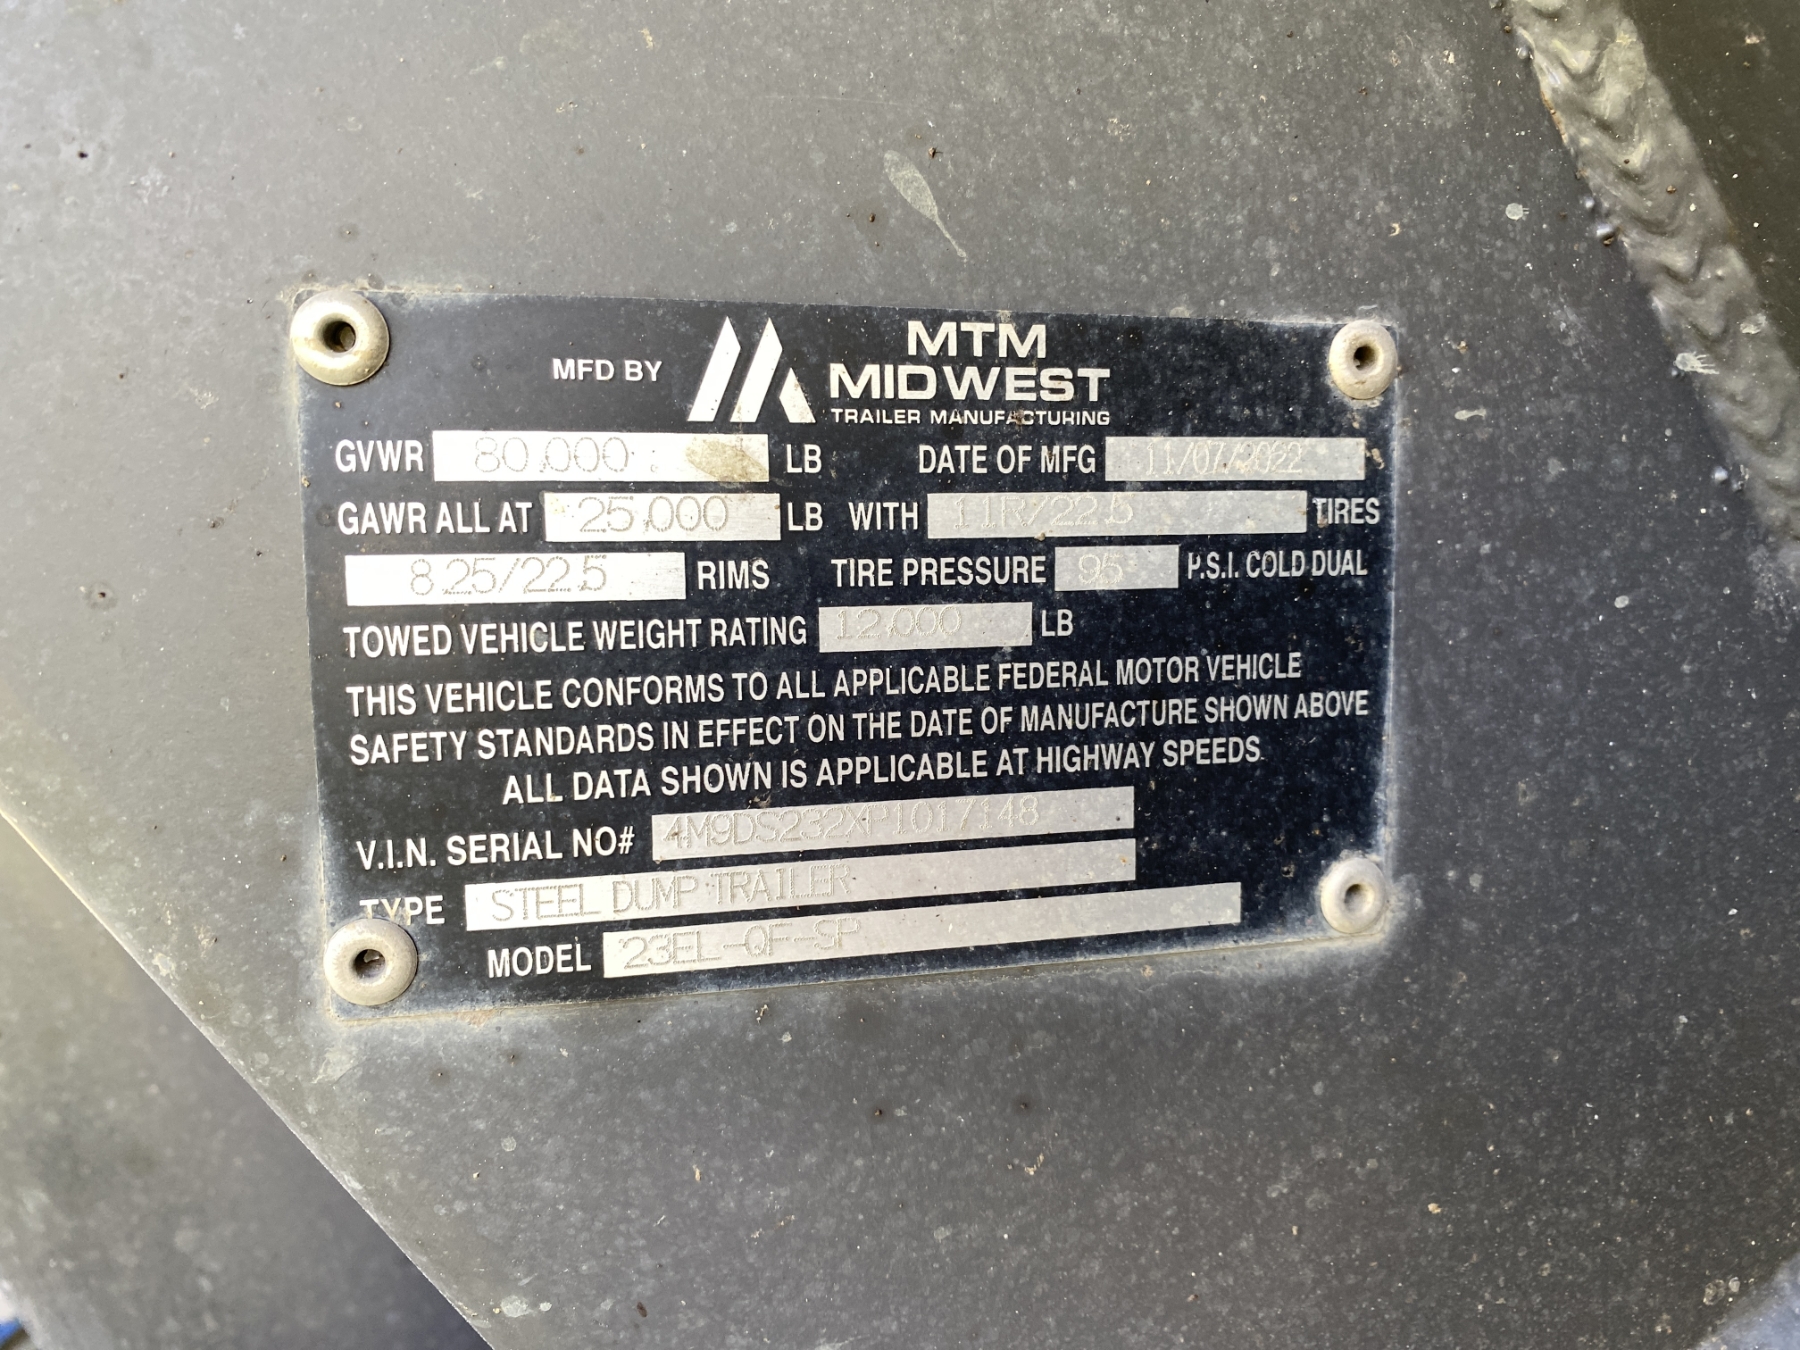 MFD BY MTM
MIDWEST
TRAILER MANUFACTURING
GVWR 80,000 LB DATE OF MFG 11/07/2022
GAWR ALL AT 25,000 LB WITH 11R/22.5 TIRES
8.25/22.5 RIMS TIRE PRESSURE 95 P.S.I. COLD DUAL
TOWED VEHICLE WEIGHT RATING 12,000 LB
THIS VEHICLE CONFORMS TO ALL APPLICABLE FEDERAL MOTOR VEHICLE
SAFETY STANDARDS IN EFFECT ON THE DATE OF MANUFACTURE SHOWN ABOVE
ALL DATA SHOWN IS APPLICABLE AT HIGHWAY SPEEDS.
V.I.N. SERIAL NO# 4M9DS232XP1017148
TYPE STEEL DUMP TRAILER
MODEL 23EL-QF-SP